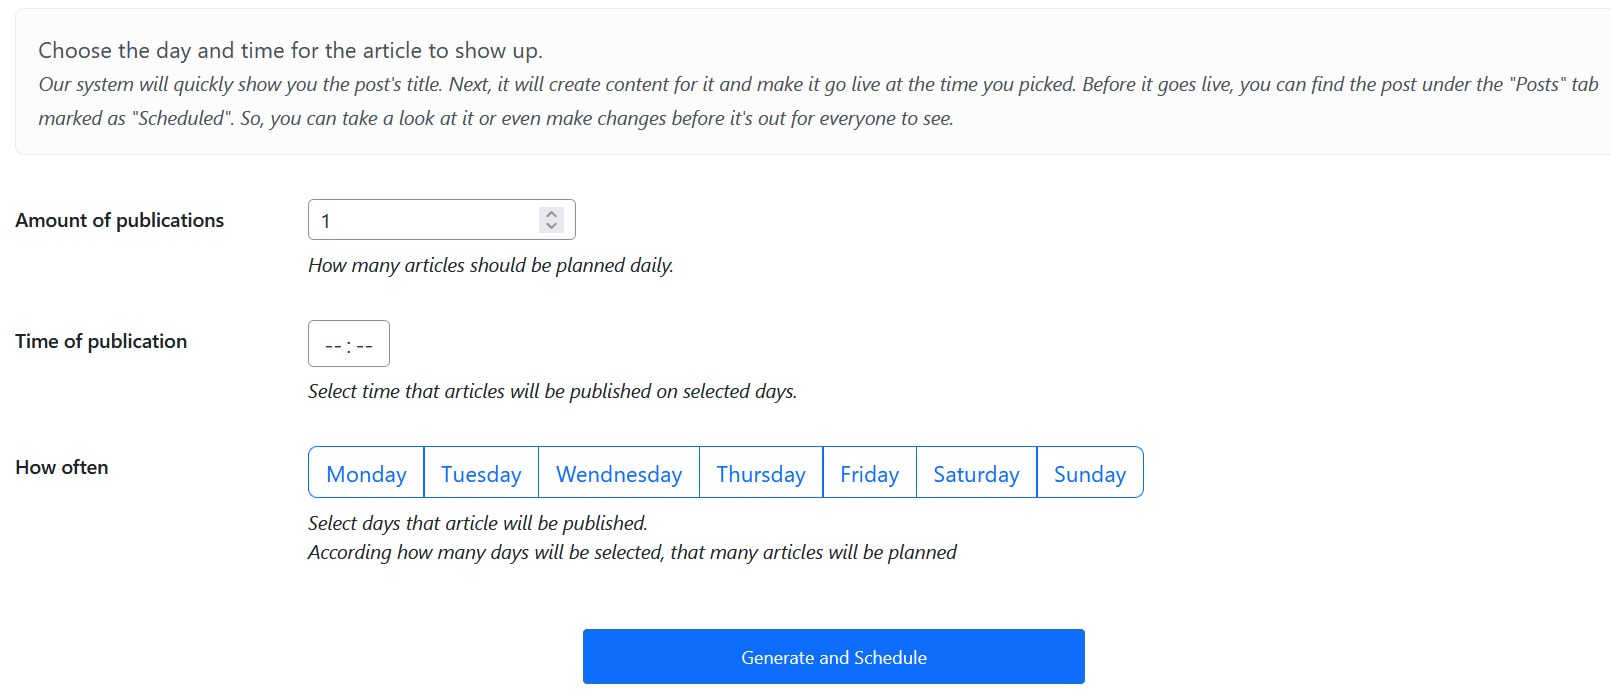 Choose the day and time for the article to show up.
Our system will quickly show you the post's title. Next, it will create content for it and make it go live at the time you picked. Before it goes live, you can find the post under the "Posts" tab
marked as "Scheduled". So, you can take a look at it or even make changes before it's out for everyone to see.
Amount of publications
1
How many articles should be planned daily.
Time of publication
--:--
Select time that articles will be published on selected days.
How often
Monday Tuesday Wendnesday Thursday Friday Saturday Sunday
Select days that article will be published.
According how many days will be selected, that many articles will be planned
Generate and Schedule